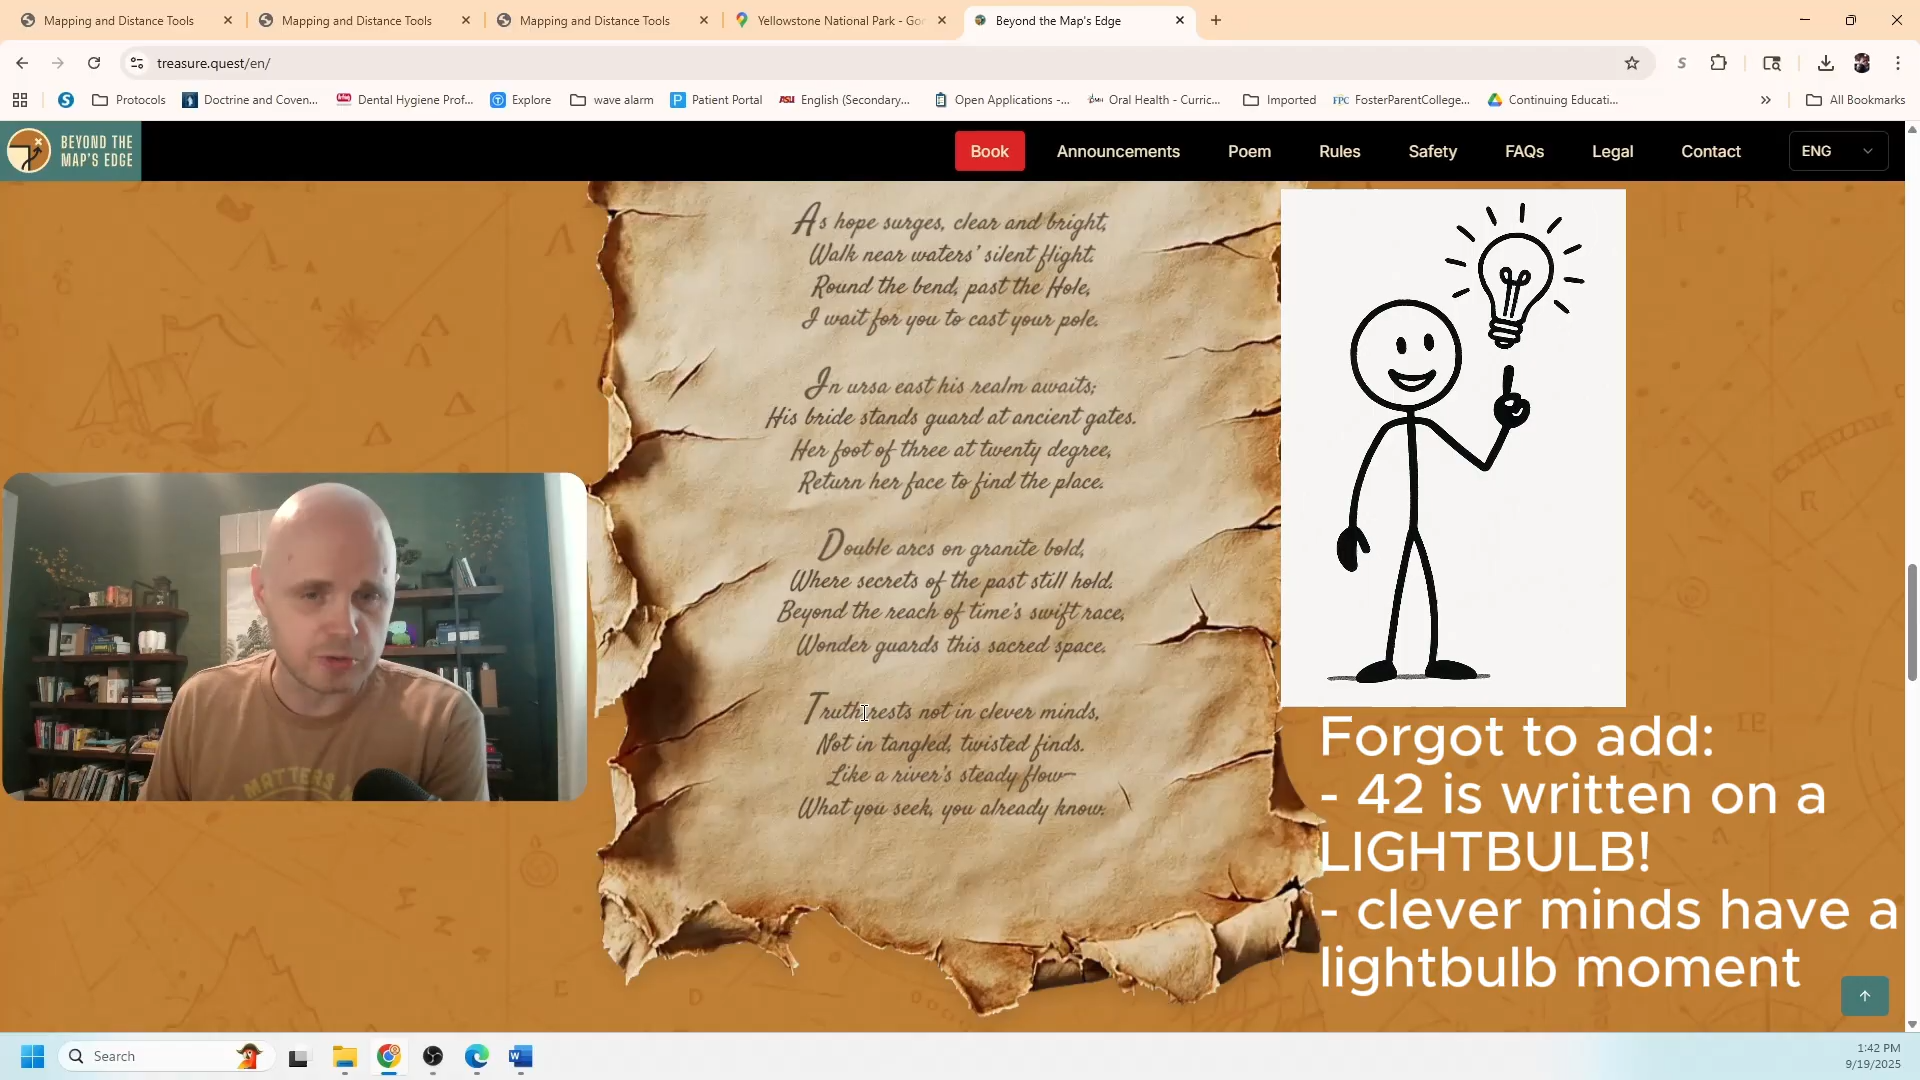 Mapping and Distance Tools
Mapping and Distance Tools
Mapping and Distance Tools
Yellowstone National Park - Go
Beyond the Map's Edge
treasure.quest/en/
Protocols
Doctrine and Coven...
Dental Hygiene Prof...
Explore
wave alarm
Patient Portal
ASU English (Secondary...
Open Applications -...
Oral Health - Curric...
Imported
FPC FosterParentCollege...
Continuing Educati...
All Bookmarks
BEYOND THE
MAP'S EDGE
Book
Announcements
Poem
Rules
Safety
FAQs
Legal
Contact
ENG
As hope surges, clear and bright,
Walk near waters' silent flight.
Round the bend, past the Hole,
I wait for you to cast your pole.
In ursa east his realm awaits;
His bride stands guard at ancient gates.
Her foot of three at twenty degree,
Return her face to find the place.
Double arcs on granite bold,
Where secrets of the past still hold.
Beyond the reach of time's swift race,
Wonder guards this sacred space.
Truth rests not in clever minds,
Not in tangled, twisted finds.
Like a river's steady flow—
What you seek, you already know.
MATTERS
Forgot to add:
- 42 is written on a
LIGHTBULB!
- clever minds have a
lightbulb moment
Search
1:42 PM
9/19/2025